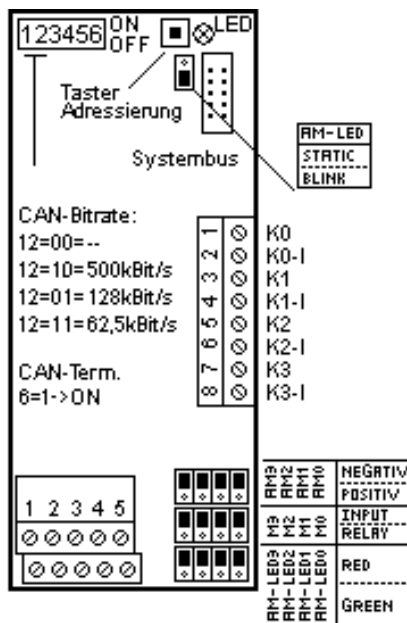 123456 ON OFF LED
Taster
Adressierung
Systembus
AM-LED
STATIC
BLINK
CAN-Bitrate:
12=00=--
12=10=500kBit/s
12=01=128kBit/s
12=11=62,5kBit/s
CAN-Term.
6=1->ON
1 K0
2 K0-I
3 K1
4 K1-I
5 K2
6 K2-I
7 K3
8 K3-I
1 2 3 4 5
RM3 RM2 RM1 RM0 NEGATIV
POSITIV
M3 M2 M1 M0 INPUT
RELAY
RM-LED3 RM-LED2 RM-LED1 RM-LED0 RED
GREEN